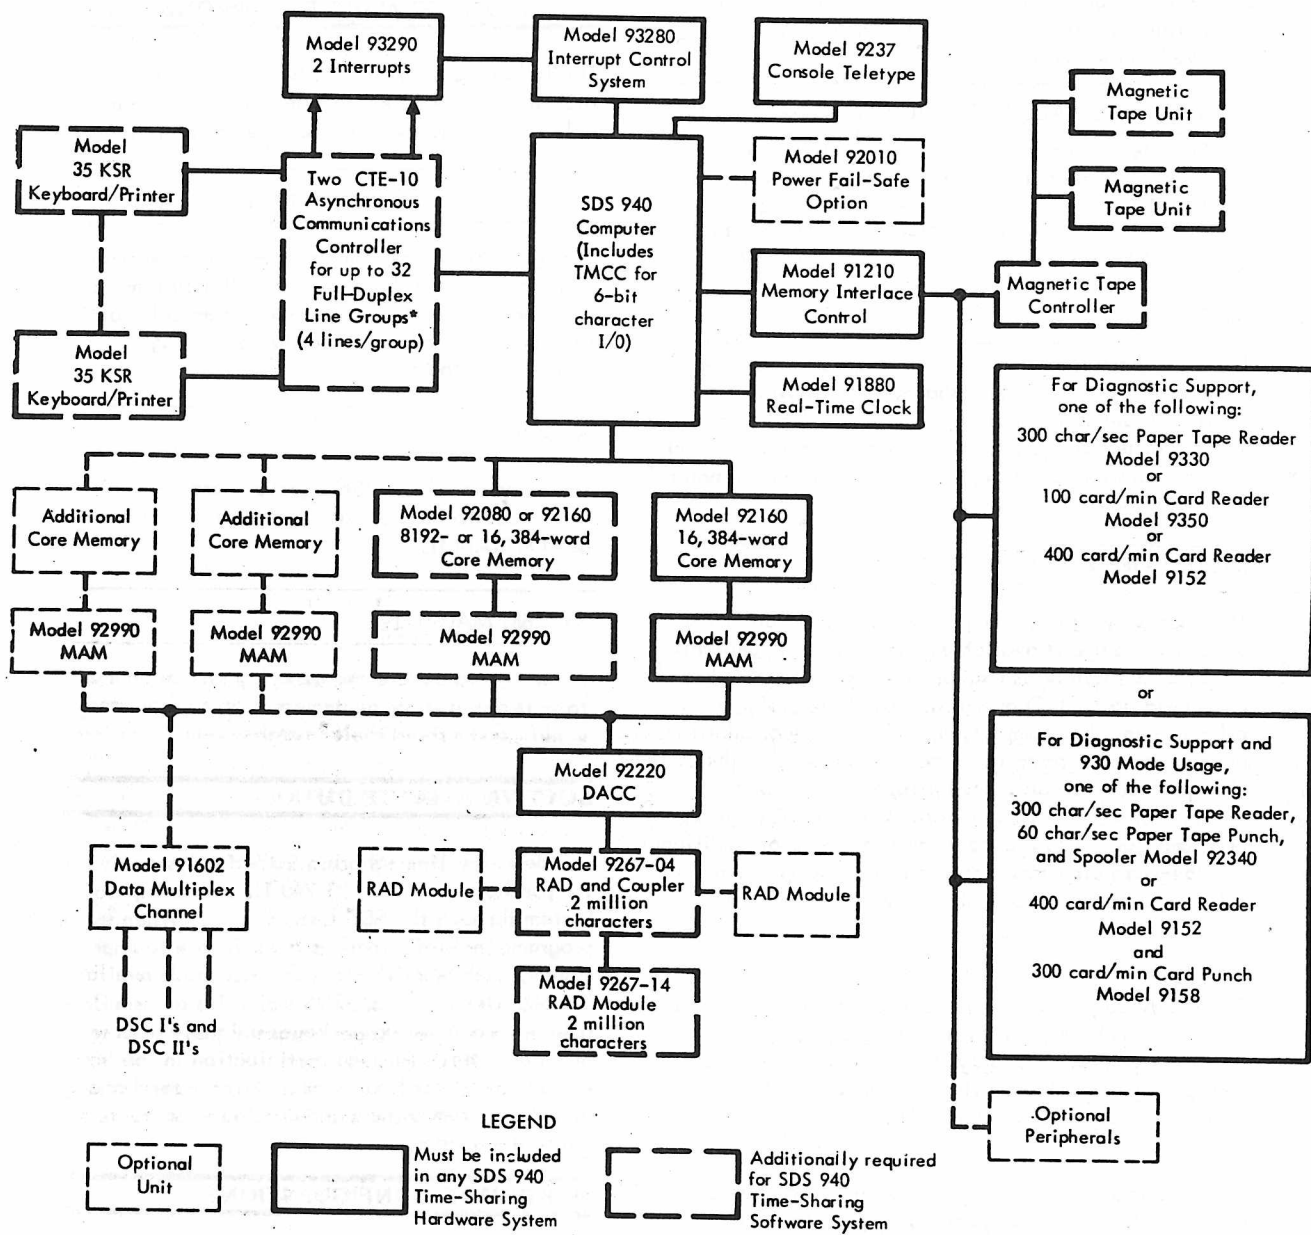 Model 93290
2 Interrupts
Model 93280
Interrupt Control
System
Model 9237
Console Teletype
Magnetic
Tape Unit
Model
35 KSR
Keyboard/Printer
Two CTE-10
Asynchronous
Communications
Controller
for up to 32
Full-Duplex
Line Groups*
(4 lines/group)
SDS 940
Computer
(Includes
TMCC for
6-bit
character
I/0)
Model 92010
Power Fail-Safe
Option
Magnetic
Tape Unit
Model 91210
Memory Interlace
Control
Magnetic Tape
Controller
Model
35 KSR
Keyboard/Printer
Model 91880
Real-Time Clock
For Diagnostic Support,
one of the following:
300 char/sec Paper Tape Reader
Model 9330
or
100 card/min Card Reader
Model 9350
or
400 card/min Card Reader
Model 9152
Additional
Core Memory
Additional
Core Memory
Model 92080 or 92160
8192- or 16,384-word
Core Memory
Model 92160
16,384-word
Core Memory
Model 92990
MAM
Model 92990
MAM
Model 92990
MAM
Model 92990
MAM
or
For Diagnostic Support and
930 Mode Usage,
one of the following:
300 char/sec Paper Tape Reader,
60 char/sec Paper Tape Punch,
and Spooler Model 92340
or
400 card/min Card Reader
Model 9152
and
300 card/min Card Punch
Model 9158
Model 92220
DACC
Model 91602
Data Multiplex
Channel
RAD Module
Model 9267-04
RAD and Coupler
2 million
characters
RAD Module
DSC I's and
DSC II's
Model 9267-14
RAD Module
2 million
characters
Optional
Peripherals
LEGEND
Optional
Unit
Must be included
in any SDS 940
Time-Sharing
Hardware System
Additionally required
for SDS 940
Time-Sharing
Software System